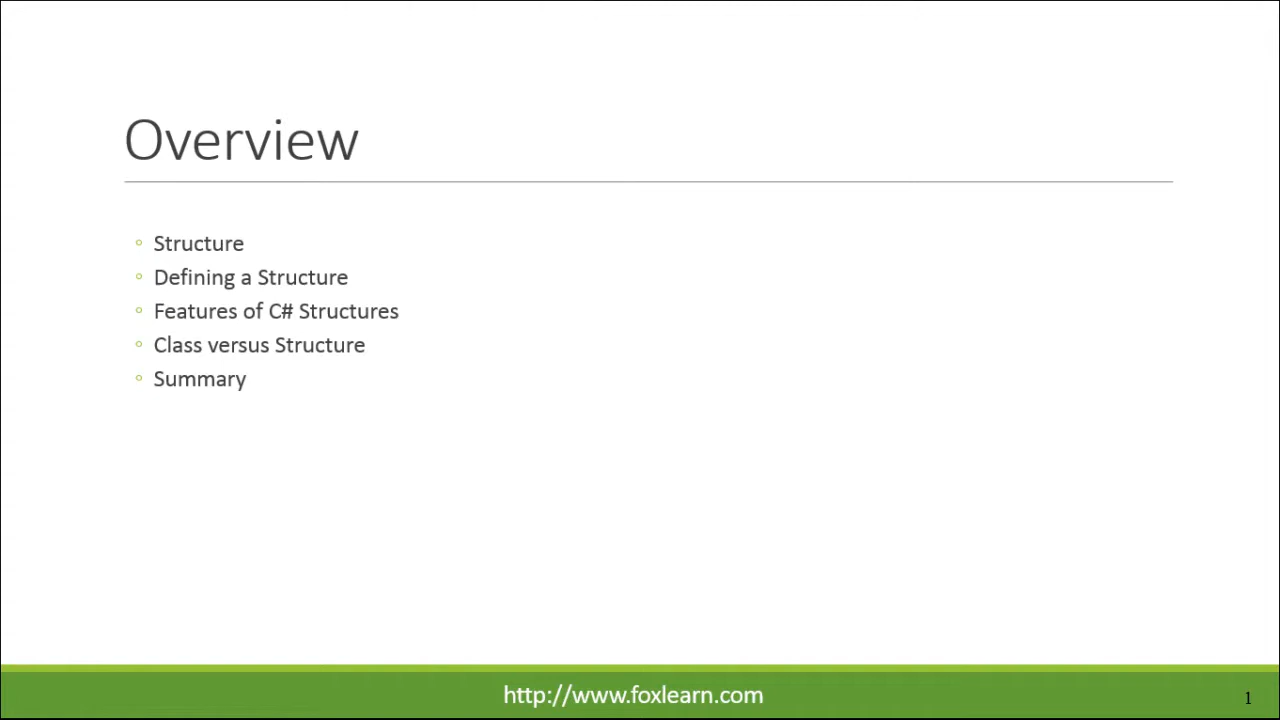 Overview
◦ Structure
◦ Defining a Structure
◦ Features of C# Structures
◦ Class versus Structure
◦ Summary
http://www.foxlearn.com
1